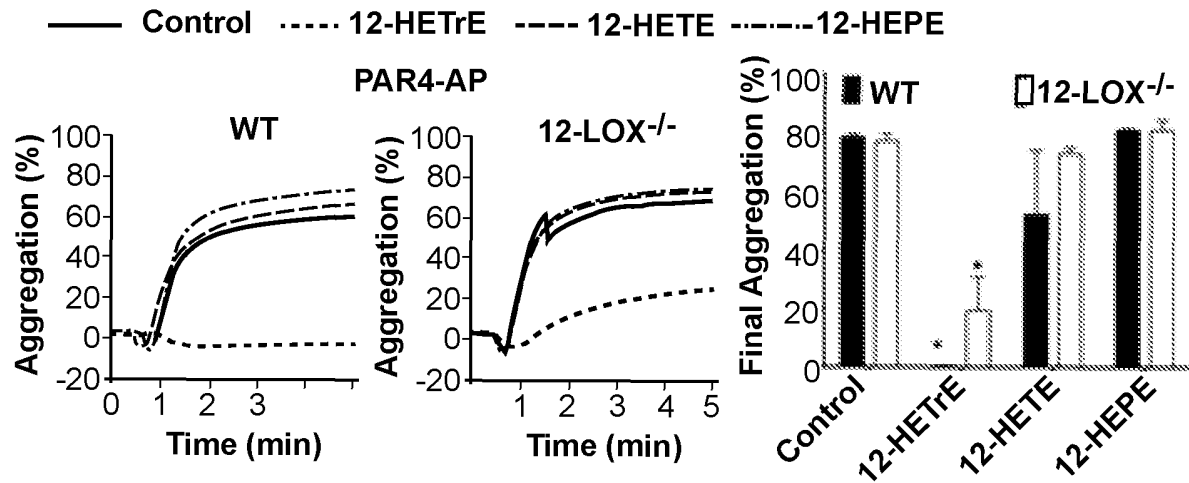 Control 12-HETrE 12-HETE 12-HEPE
PAR4-AP
WT
Aggregation (%)
100
80
60
40
20
0
-20
0 1 2 3
Time (min)
12-LOX-/-
Aggregation (%)
100
80
60
40
20
0
-20
1 2 3 4 5
Time (min)
Final Aggregation (%)
100
80
60
40
20
0
WT 12-LOX-/-
* *
Control 12-HETrE 12-HETE 12-HEPE